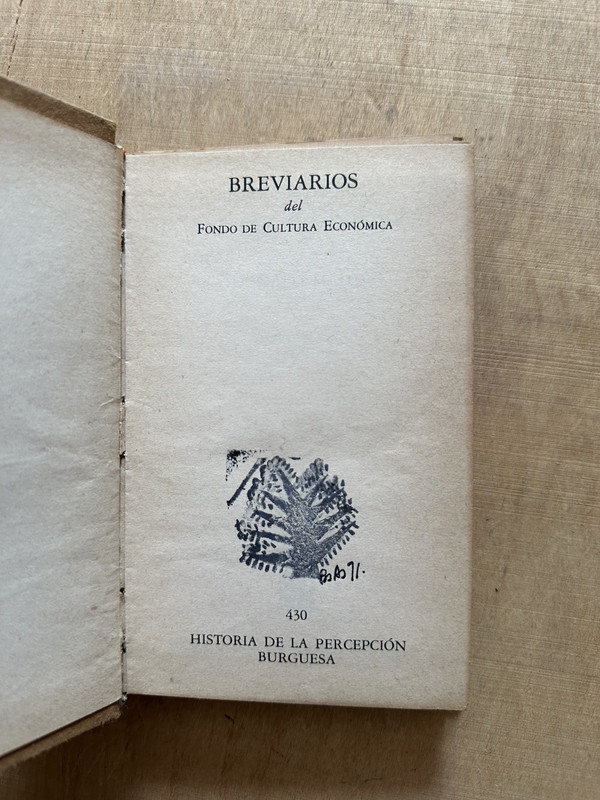 BREVIARIOS
del
FONDO DE CULTURA ECONÓMICA
430
HISTORIA DE LA PERCEPCIÓN
BURGUESA